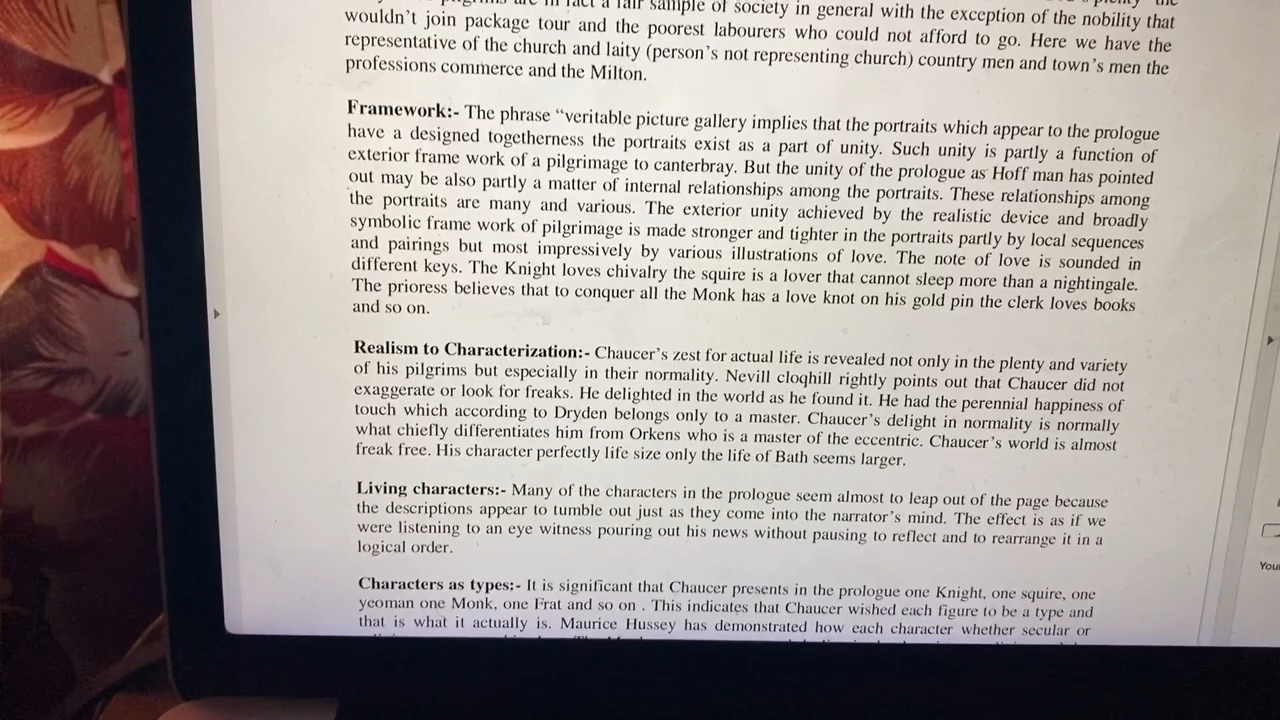 fact a fair sample of society in general with the exception of the nobility that
wouldn't join package tour and the poorest labourers who could not afford to go. Here we have the
representative of the church and laity (person's not representing church) country men and town's men the
professions commerce and the Milton.
Framework:- The phrase "veritable picture gallery implies that the portraits which appear to the prologue
have a designed togetherness the portraits exist as a part of unity. Such unity is partly a function of
exterior frame work of a pilgrimage to canterbray. But the unity of the prologue as Hoff man has pointed
out may be also partly a matter of internal relationships among the portraits. These relationships among
the portraits are many and various. The exterior unity achieved by the realistic device and broadly
symbolic frame work of pilgrimage is made stronger and tighter in the portraits partly by local sequences
and pairings but most impressively by various illustrations of love. The note of love is sounded in
different keys. The Knight loves chivalry the squire is a lover that cannot sleep more than a nightingale.
The prioress believes that to conquer all the Monk has a love knot on his gold pin the clerk loves books
and so on.
Realism to Characterization:- Chaucer's zest for actual life is revealed not only in the plenty and variety
of his pilgrims but especially in their normality. Nevill cloqhill rightly points out that Chaucer did not
exaggerate or look for freaks. He delighted in the world as he found it. He had the perennial happiness of
touch which according to Dryden belongs only to a master. Chaucer's delight in normality is normally
what chiefly differentiates him from Orkens who is a master of the eccentric. Chaucer's world is almost
freak free. His character perfectly life size only the life of Bath seems larger.
Living characters:- Many of the characters in the prologue seem almost to leap out of the page because
the descriptions appear to tumble out just as they come into the narrator's mind. The effect is as if we
were listening to an eye witness pouring out his news without pausing to reflect and to rearrange it in a
logical order.
Characters as types:- It is significant that Chaucer presents in the prologue one Knight, one squire, one
yeoman one Monk, one Frat and so on . This indicates that Chaucer wished each figure to be a type and
that is what it actually is. Maurice Hussey has demonstrated how each character whether secular or